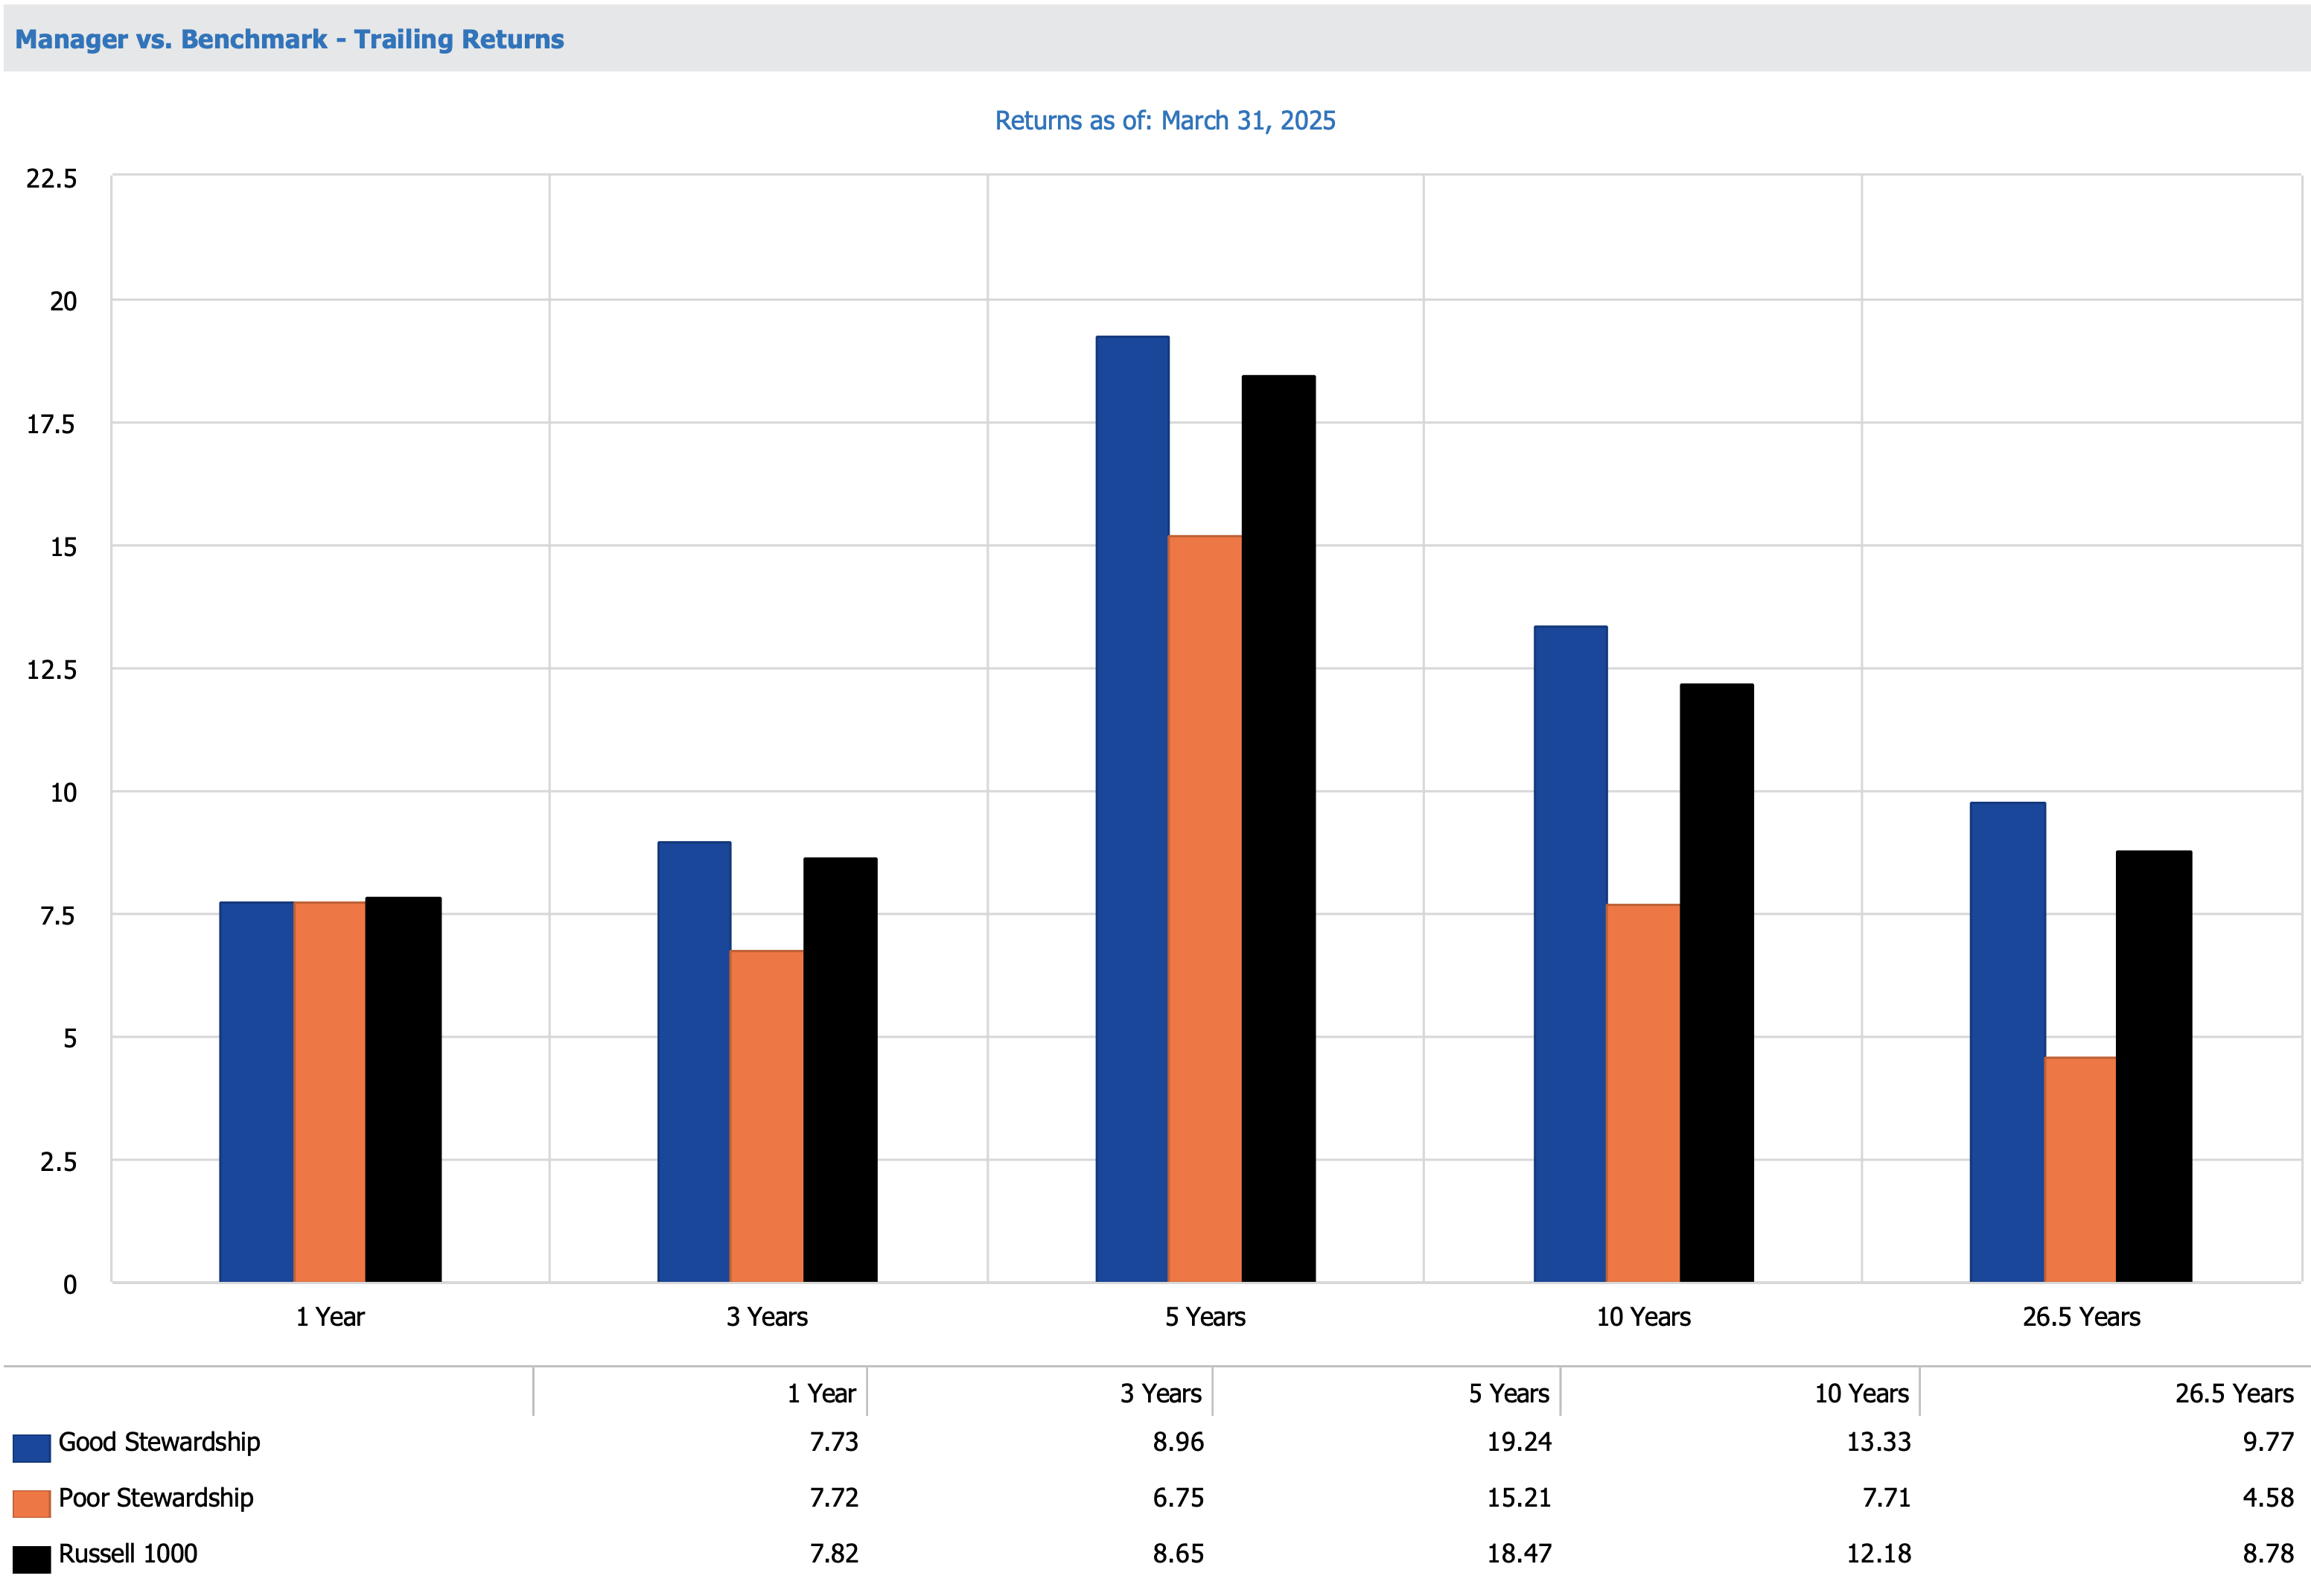 Manager vs. Benchmark - Trailing Returns
Returns as of: March 31, 2025
22.5
20
17.5
15
12.5
10
7.5
5
2.5
0
1 Year 3 Years 5 Years 10 Years 26.5 Years
1 Year 3 Years 5 Years 10 Years 26.5 Years
Good Stewardship 7.73 8.96 19.24 13.33 9.77
Poor Stewardship 7.72 6.75 15.21 7.71 4.58
Russell 1000 7.82 8.65 18.47 12.18 8.78